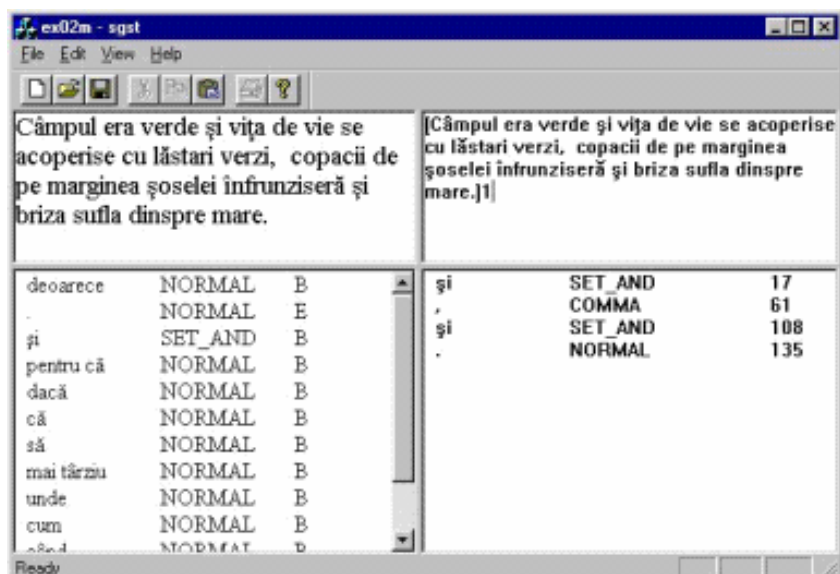 ex02m - sgst
File Edit View Help
Câmpul era verde şi viţa de vie se
acoperise cu lăstari verzi, copacii de
pe marginea şoselei înfrunziseră şi
briza sufla dinspre mare.
[Câmpul era verde şi viţa de vie se acoperise
cu lăstari verzi, copacii de pe marginea
şoselei înfrunziseră şi briza sufla dinspre
mare.]1
deoarece NORMAL B
. NORMAL E
şi SET_AND B
pentru că NORMAL B
dacă NORMAL B
că NORMAL B
să NORMAL B
mai târziu NORMAL B
unde NORMAL B
cum NORMAL B
când NORMAL B
şi SET_AND 17
, COMMA 61
şi SET_AND 108
. NORMAL 135
Ready